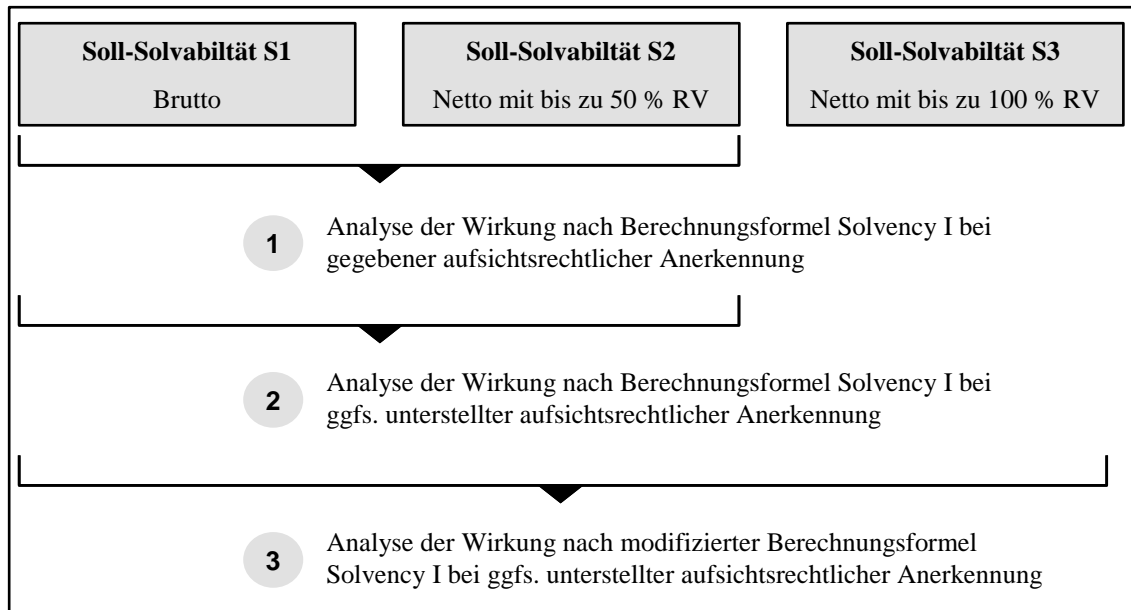 Soll-Solvabiltät S1
Brutto
Soll-Solvabiltät S2
Netto mit bis zu 50 % RV
Soll-Solvabiltät S3
Netto mit bis zu 100 % RV
1
Analyse der Wirkung nach Berechnungsformel Solvency I bei
gegebener aufsichtsrechtlicher Anerkennung
2
Analyse der Wirkung nach Berechnungsformel Solvency I bei
ggfs. unterstellter aufsichtsrechtlicher Anerkennung
3
Analyse der Wirkung nach modifizierter Berechnungsformel
Solvency I bei ggfs. unterstellter aufsichtsrechtlicher Anerkennung